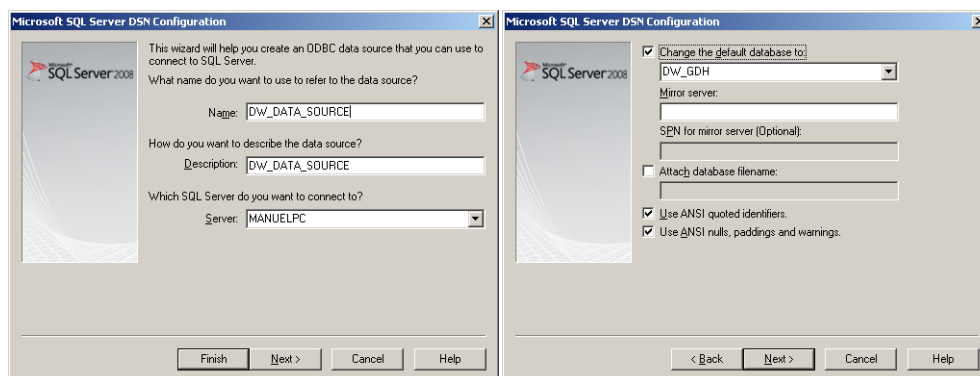 Microsoft SQL Server DSN Configuration
Microsoft
SQL Server 2008
This wizard will help you create an ODBC data source that you can use to
connect to SQL Server.
What name do you want to use to refer to the data source?
Name: DW_DATA_SOURCE
How do you want to describe the data source?
Description: DW_DATA_SOURCE
Which SQL Server do you want to connect to?
Server: MANUELPC
Finish Next > Cancel Help
Microsoft SQL Server DSN Configuration
Microsoft
SQL Server 2008
Change the default database to:
DW_GDH
Mirror server:
SPN for mirror server (Optional):
Attach database filename:
Use ANSI quoted identifiers.
Use ANSI nulls, paddings and warnings.
< Back Next > Cancel Help